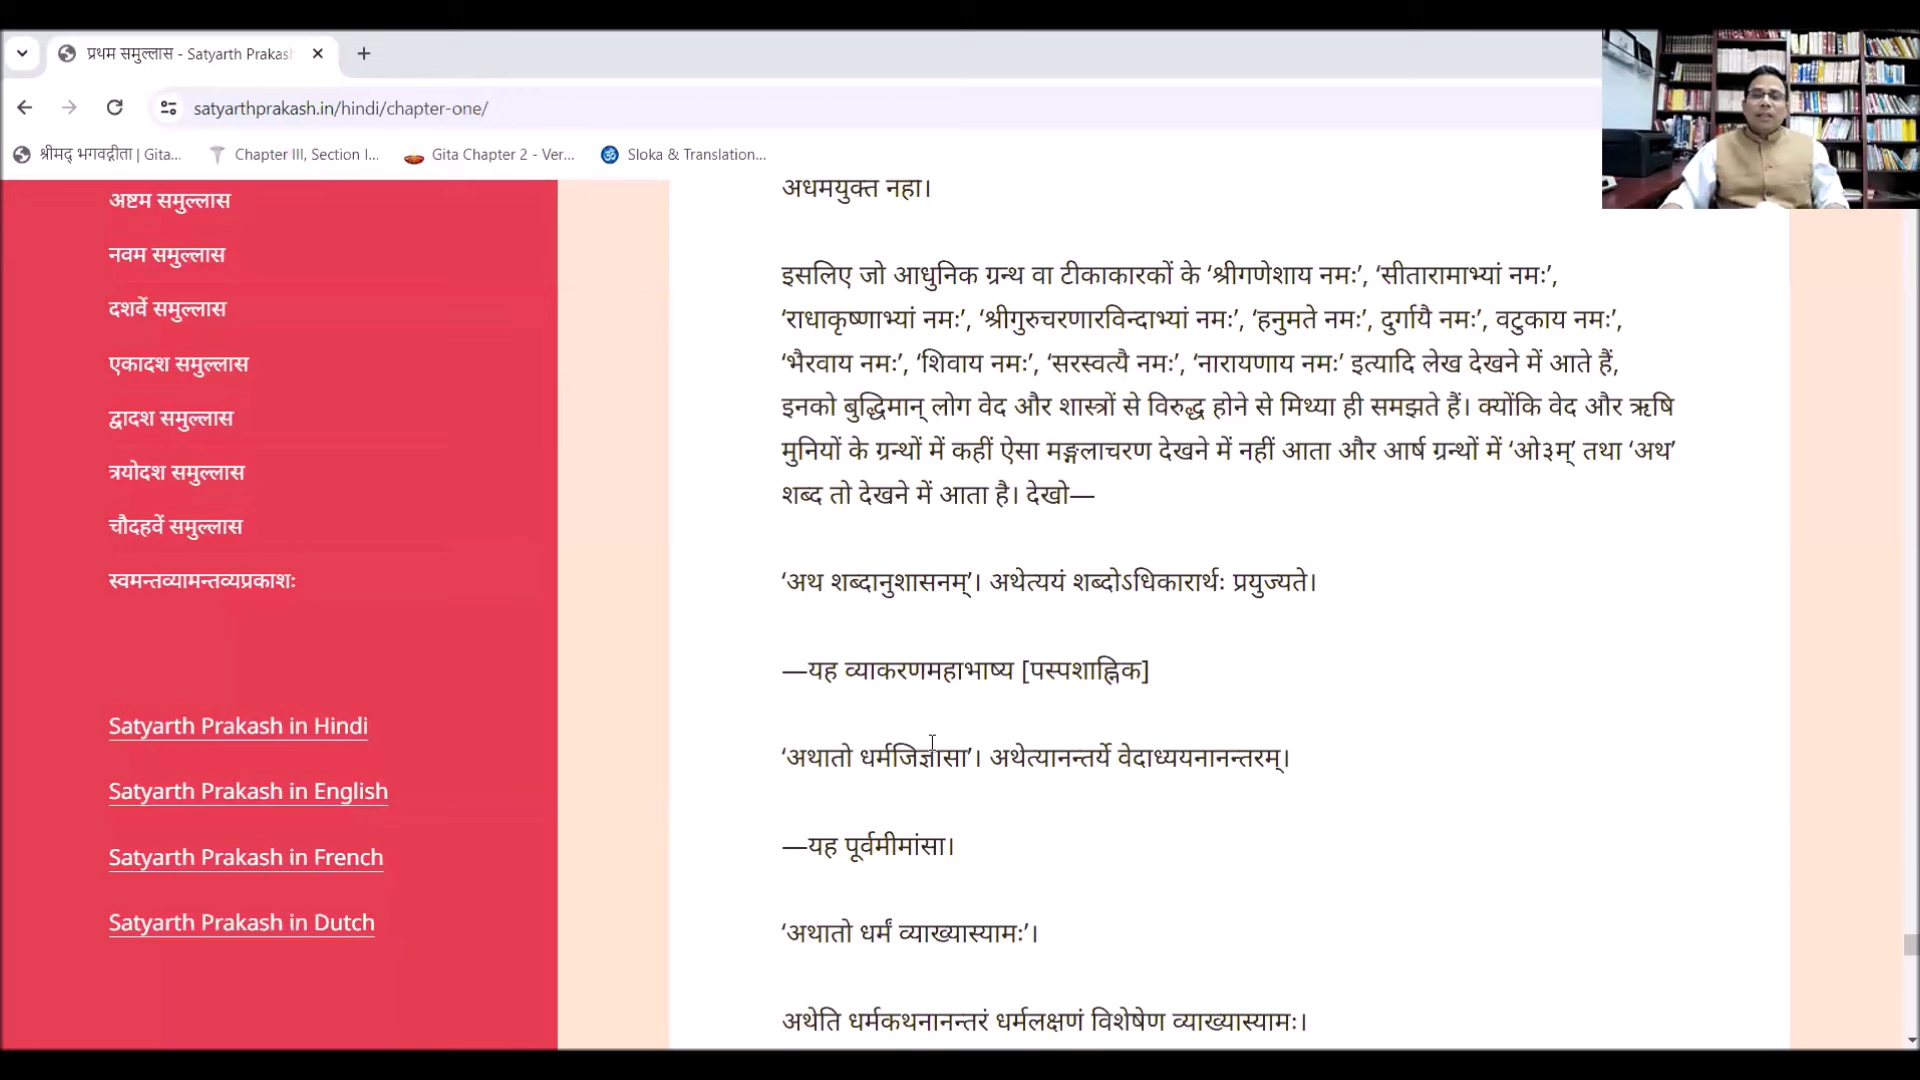 प्रथम समुल्लास - Satyarth Prakash
satyarthprakash.in/hindi/chapter-one/
श्रीमद् भगवद्गीता | Gita...
Chapter III, Section I...
Gita Chapter 2 - Ver...
Sloka & Translation...
अष्टम समुल्लास
नवम समुल्लास
दशवें समुल्लास
एकादश समुल्लास
द्वादश समुल्लास
त्रयोदश समुल्लास
चौदहवें समुल्लास
स्वमन्तव्यामन्तव्यप्रकाशः
Satyarth Prakash in Hindi
Satyarth Prakash in English
Satyarth Prakash in French
Satyarth Prakash in Dutch
अधमयुक्त नहा।
इसलिए जो आधुनिक ग्रन्थ वा टीकाकारकों के ‘श्रीगणेशाय नमः’, ‘सीतारामाभ्यां नमः’,
‘राधाकृष्णाभ्यां नमः’, ‘श्रीगुरुचरणारविन्दाभ्यां नमः’, ‘हनुमते नमः’, दुर्गायै नमः’, वटुकाय नमः’,
‘भैरवाय नमः’, ‘शिवाय नमः’, ‘सरस्वत्यै नमः’, ‘नारायणाय नमः’ इत्यादि लेख देखने में आते हैं,
इनको बुद्धिमान् लोग वेद और शास्त्रों से विरुद्ध होने से मिथ्या ही समझते हैं। क्योंकि वेद और ऋषि
मुनियों के ग्रन्थों में कहीं ऐसा मङ्गलाचरण देखने में नहीं आता और आर्ष ग्रन्थों में ‘ओ३म्’ तथा ‘अथ’
शब्द तो देखने में आता है। देखो—
‘अथ शब्दानुशासनम्’। अथेत्ययं शब्दोऽधिकारार्थः प्रयुज्यते।
—यह व्याकरणमहाभाष्य [पस्पशाह्निक]
‘अथातो धर्मजिज्ञासा’। अथेत्यानन्तर्ये वेदाध्ययनानन्तरम्।
—यह पूर्वमीमांसा।
‘अथातो धर्मं व्याख्यास्यामः’।
अथेति धर्मकथनानन्तरं धर्मलक्षणं विशेषेण व्याख्यास्यामः।